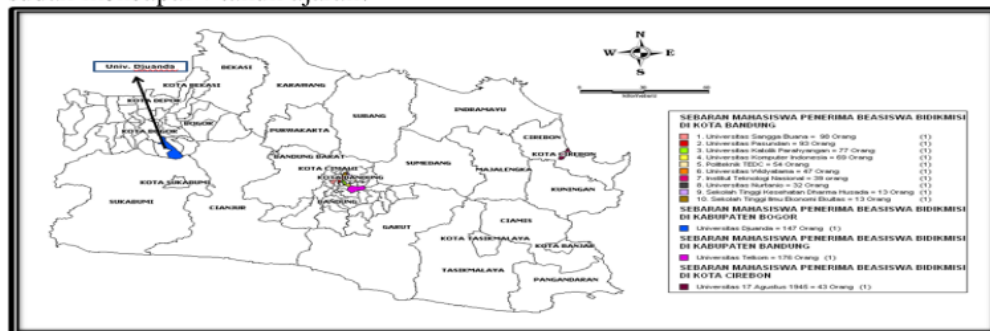 Univ. Djuanda
N
W E
S
BEKASI
KOTA BEKASI
KARAWANG
KOTA DEPOK
BOGOR
KOTA BOGOR
SUBANG
INDRAMAYU
PURWAKARTA
CIREBON
KOTA CIREBON
BANDUNG BARAT
KOTA CIMAHI
KOTA BANDUNG
SUMEDANG
MAJALENGKA
KUNINGAN
KOTA SUKABUMI
SUKABUMI
CIANJUR
BANDUNG
GARUT
CIAMIS
KOTA TASIKMALAYA
KOTA BANJAR
TASIKMALAYA
PANGANDARAN
SEBARAN MAHASISWA PENERIMA BEASISWA BIDIKMISI
DI KOTA BANDUNG
1. Universitas Sangga Buana = 98 Orang (1)
2. Universitas Pasundan = 93 Orang (1)
3. Universitas Katolik Parahyangan = 77 Orang (1)
4. Universitas Komputer Indonesia = 69 Orang (1)
5. Politeknik TEDC = 54 Orang (1)
6. Universitas Widyatama = 47 Orang (1)
7. Institut Teknologi Nasional = 39 orang (1)
8. Universitas Nurtanio = 32 Orang (1)
9. Sekolah Tinggi Kesehatan Dharma Husada = 13 Orang (1)
10. Sekolah Tinggi Ilmu Ekonomi Ekuitas = 13 Orang (1)
SEBARAN MAHASISWA PENERIMA BEASISWA BIDIKMISI
DI KABUPATEN BOGOR
Universitas Djuanda = 147 Orang (1)
SEBARAN MAHASISWA PENERIMA BEASISWA BIDIKMISI
DI KABUPATEN BANDUNG
Universitas Telkom = 176 Orang (1)
SEBARAN MAHASISWA PENERIMA BEASISWA BIDIKMISI
DI KOTA CIREBON
Universitas 17 Agustus 1945 = 43 Orang (1)